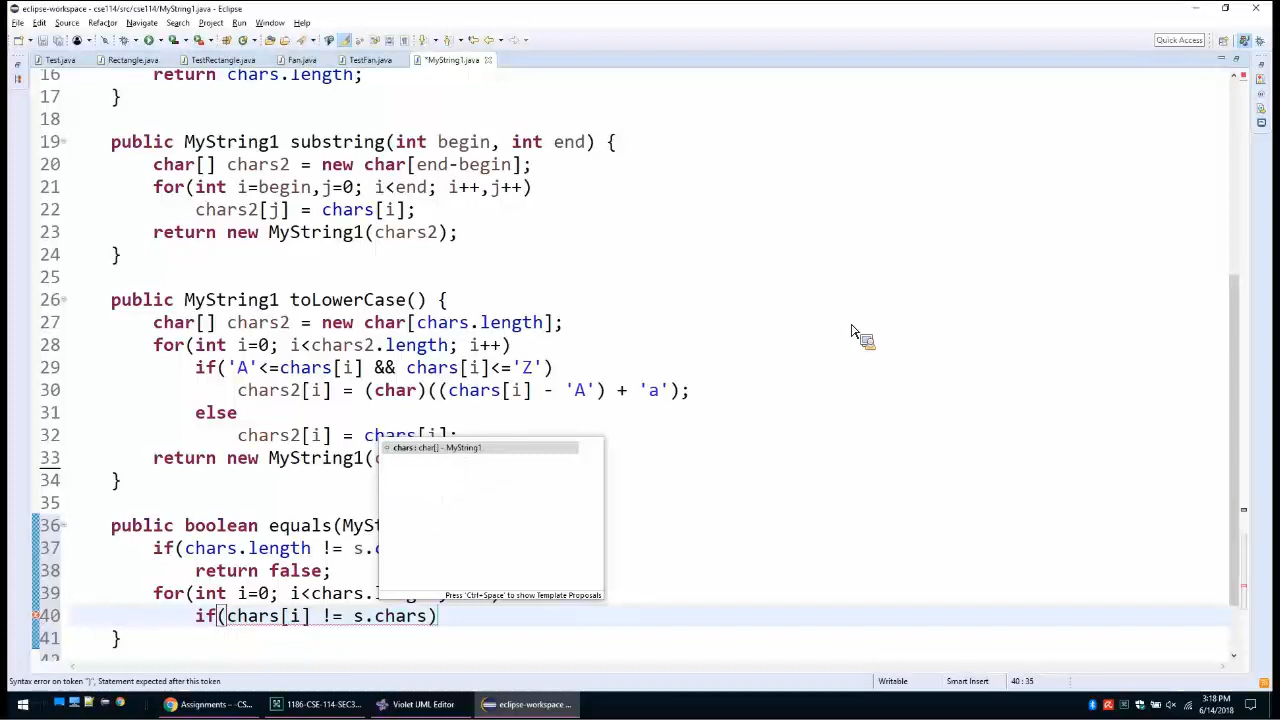 eclipse-workspace - cse114/src/cse114/MyString1.java - Eclipse
File Edit Source Refactor Navigate Search Project Run Window Help
Quick Access
Test.java Rectangle.java TestRectangle.java Fan.java TestFan.java *MyString1.java
16 return chars.length;
17 }
18
19 public MyString1 substring(int begin, int end) {
20 char[] chars2 = new char[end-begin];
21 for(int i=begin,j=0; i<end; i++,j++)
22 chars2[j] = chars[i];
23 return new MyString1(chars2);
24 }
25
26 public MyString1 toLowerCase() {
27 char[] chars2 = new char[chars.length];
28 for(int i=0; i<chars2.length; i++)
29 if('A'<=chars[i] && chars[i]<='Z')
30 chars2[i] = (char)((chars[i] - 'A') + 'a');
31 else
32 chars2[i] = chars[i];
chars : char[] - MyString1
33 return new MyString1(
34 }
35
36 public boolean equals(MySt
37 if(chars.length != s.
38 return false;
39 for(int i=0; i<chars.
Press 'Ctrl+Space' to show Template Proposals
40 if(chars[i] != s.chars)
41 }
42
Syntax error on token ")", Statement expected after this token
Writable Smart Insert 40 : 35
Assignments – CS... 1186-CSE-114-SEC3... Violet UML Editor eclipse-workspace ...
3:18 PM
6/14/2018